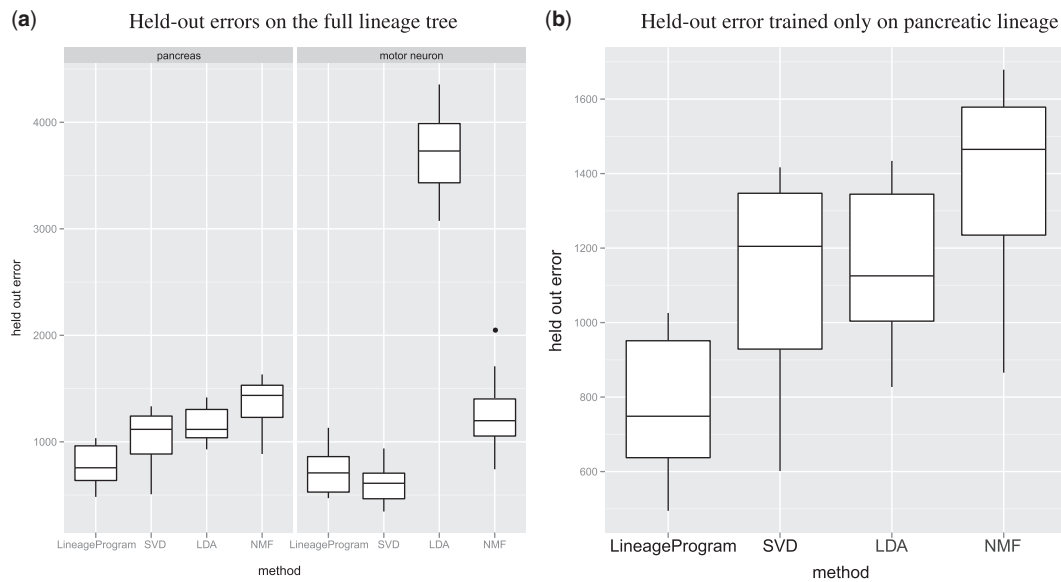 (a) Held-out errors on the full lineage tree
pancreas motor neuron
4000
3000
2000
1000
held out error
LineageProgram SVD LDA NMF LineageProgram SVD LDA NMF
method
(b) Held-out error trained only on pancreatic lineage
1600
1400
1200
1000
800
600
held out error
LineageProgram SVD LDA NMF
method